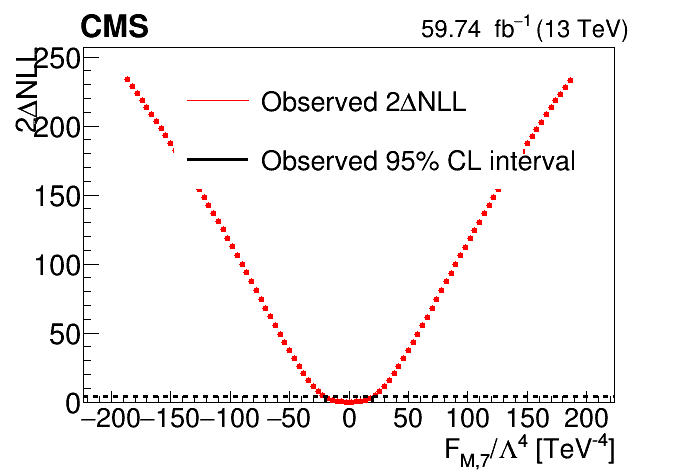 CMS
59.74 fb⁻¹ (13 TeV)
2ΔNLL
250
200
150
100
50
0
Observed 2ΔNLL
Observed 95% CL interval
−200 −150 −100 −50 0 50 100 150 200
F_M,7/Λ⁴ [TeV⁻⁴]